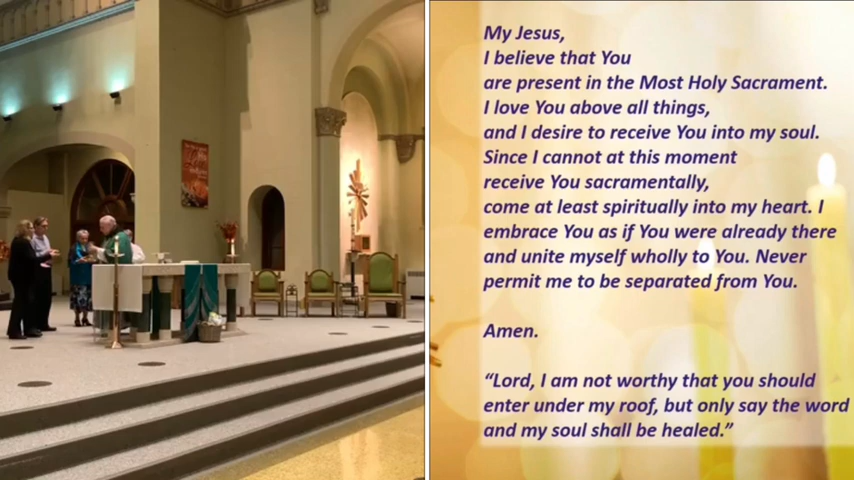 My Jesus,
I believe that You
are present in the Most Holy Sacrament.
I love You above all things,
and I desire to receive You into my soul.
Since I cannot at this moment
receive You sacramentally,
come at least spiritually into my heart. I
embrace You as if You were already there
and unite myself wholly to You. Never
permit me to be separated from You.
Amen.
“Lord, I am not worthy that you should
enter under my roof, but only say the word
and my soul shall be healed.”